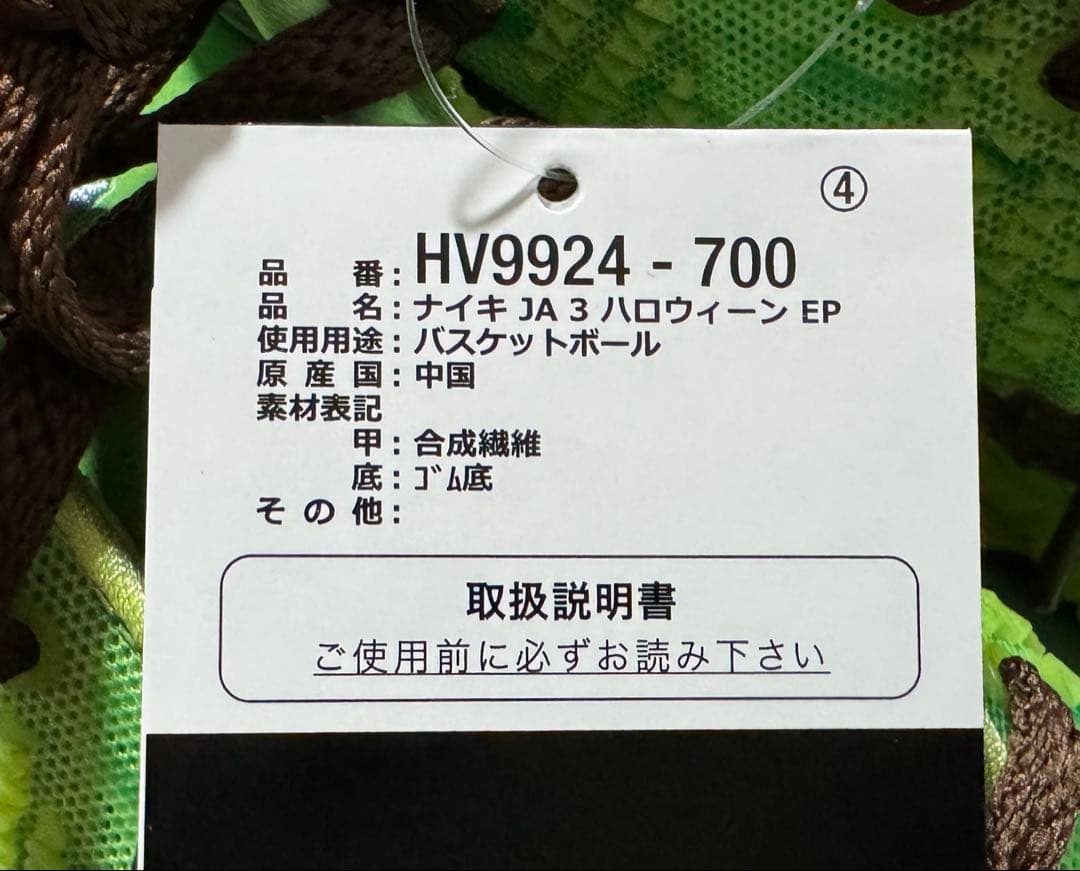 ④
品 番: HV9924 - 700
品 名: ナイキ JA 3 ハロウィーン EP
使用用途: バスケットボール
原 産 国: 中国
素材表記
甲: 合成繊維
底: ｺﾞﾑ底
そ の 他:
取扱説明書
ご使用前に必ずお読み下さい